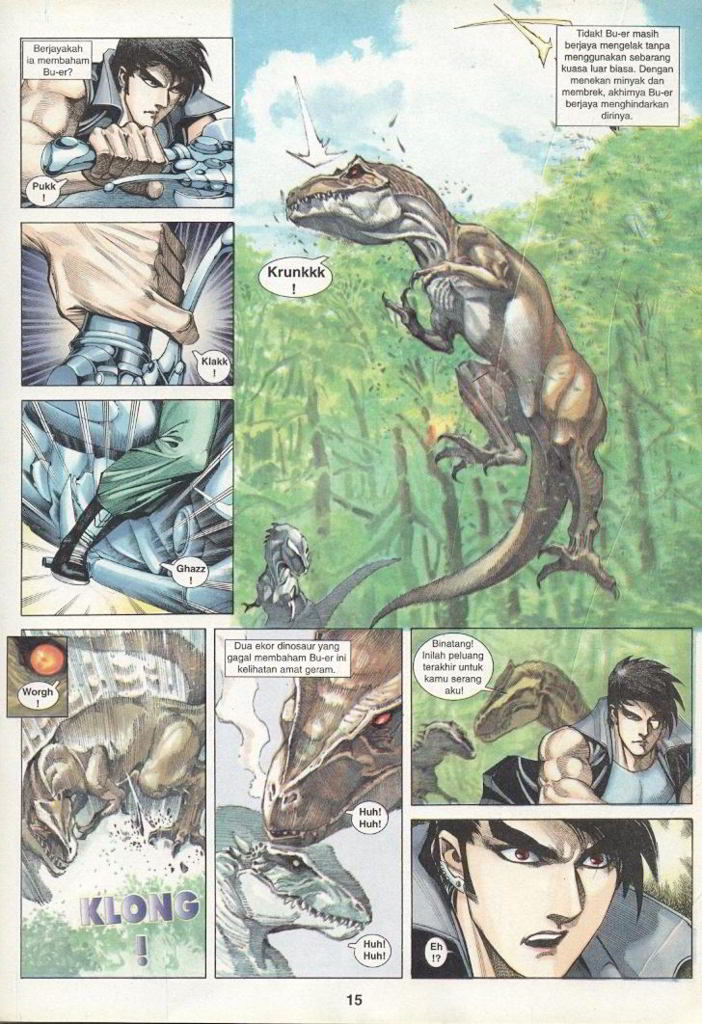 Berjayakah
ia membaham
Bu-er?
Pukk
!
Klakk
!
Ghazz
!
Tidak! Bu-er masih
berjaya mengelak tanpa
menggunakan sebarang
kuasa luar biasa. Dengan
menekan minyak dan
membrek, akhirnya Bu-er
berjaya menghindarkan
dirinya.
Krunkkk
!
Worgh
!
KLONG
!
Dua ekor dinosaur yang
gagal membaham Bu-er ini
kelihatan amat geram.
Huh!
Huh!
Huh!
Huh!
Binatang!
Inilah peluang
terakhir untuk
kamu serang
aku!
Eh
!?
15